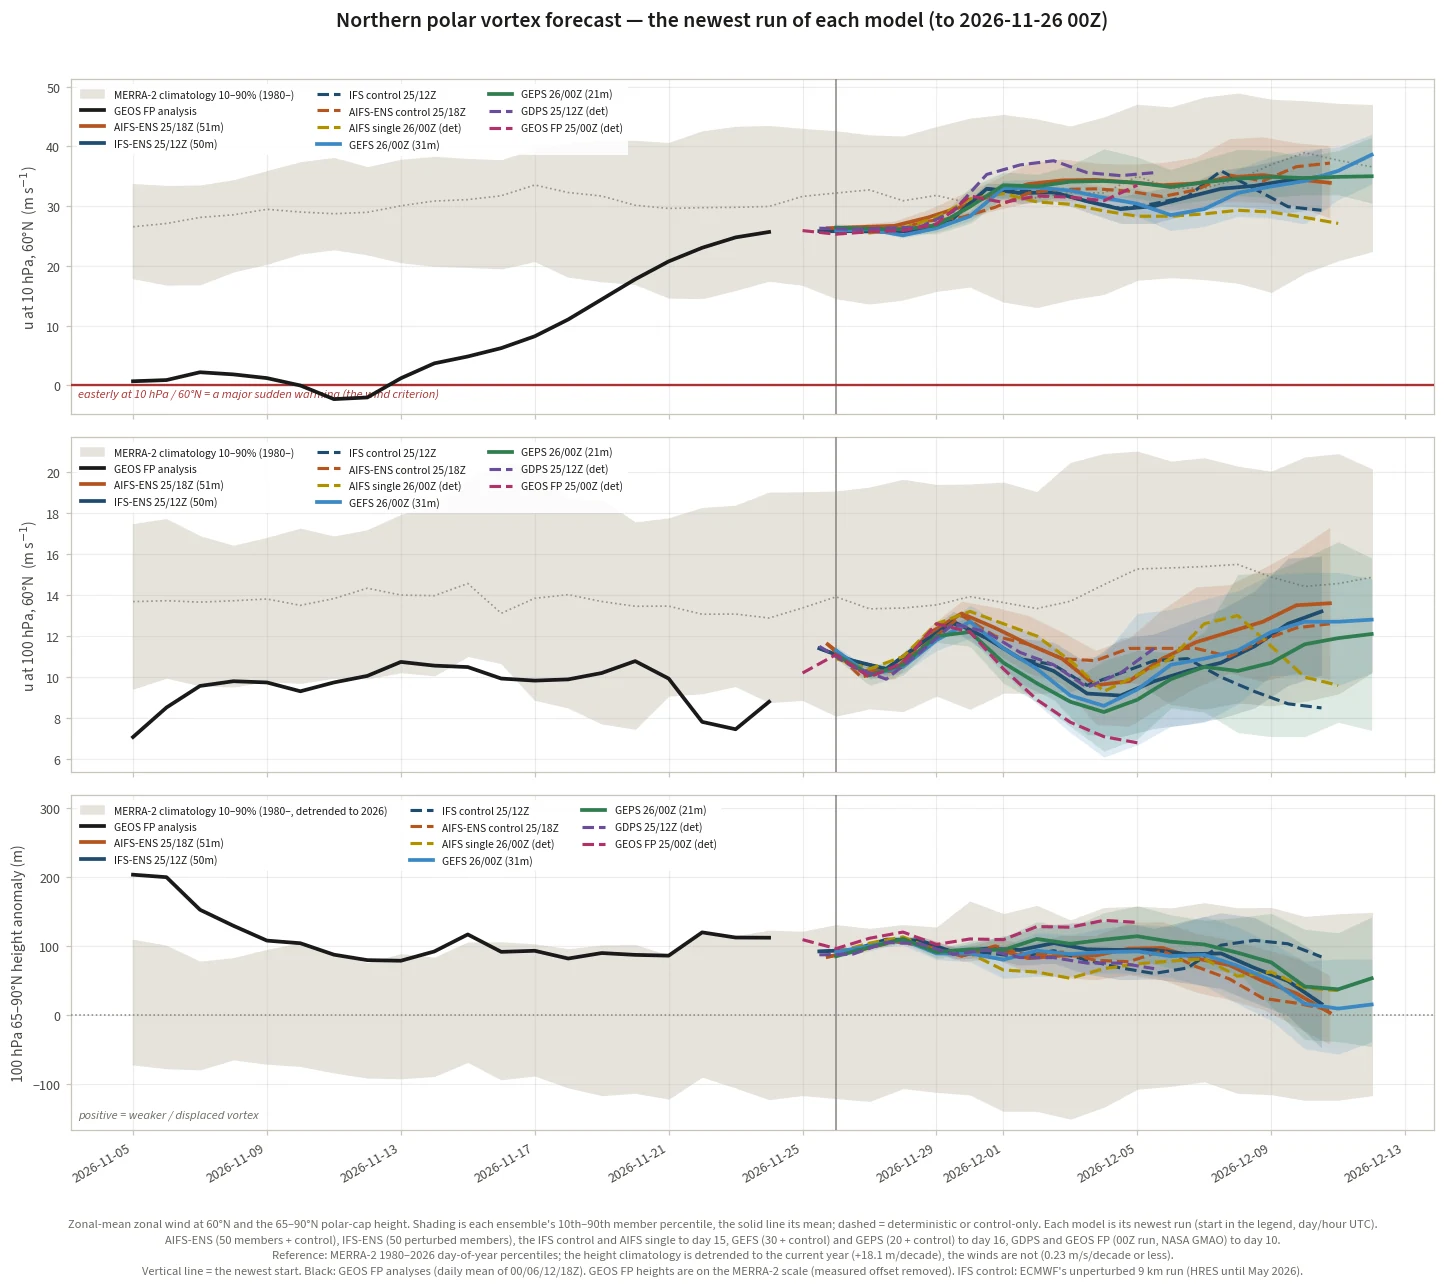 Northern polar vortex forecast — the newest run of each model (to 2026-11-26 00Z)
50
40
30
20
10
0
u at 10 hPa, 60°N (m s⁻¹)
MERRA-2 climatology 10–90% (1980–)
GEOS FP analysis
AIFS-ENS 25/18Z (51m)
IFS-ENS 25/12Z (50m)
IFS control 25/12Z
AIFS-ENS control 25/18Z
AIFS single 26/00Z (det)
GEFS 26/00Z (31m)
GEPS 26/00Z (21m)
GDPS 25/12Z (det)
GEOS FP 25/00Z (det)
easterly at 10 hPa / 60°N = a major sudden warming (the wind criterion)
20
18
16
14
12
10
8
6
u at 100 hPa, 60°N (m s⁻¹)
MERRA-2 climatology 10–90% (1980–)
GEOS FP analysis
AIFS-ENS 25/18Z (51m)
IFS-ENS 25/12Z (50m)
IFS control 25/12Z
AIFS-ENS control 25/18Z
AIFS single 26/00Z (det)
GEFS 26/00Z (31m)
GEPS 26/00Z (21m)
GDPS 25/12Z (det)
GEOS FP 25/00Z (det)
300
200
100
0
−100
100 hPa 65–90°N height anomaly (m)
MERRA-2 climatology 10–90% (1980–, detrended to 2026)
GEOS FP analysis
AIFS-ENS 25/18Z (51m)
IFS-ENS 25/12Z (50m)
IFS control 25/12Z
AIFS-ENS control 25/18Z
AIFS single 26/00Z (det)
GEFS 26/00Z (31m)
GEPS 26/00Z (21m)
GDPS 25/12Z (det)
GEOS FP 25/00Z (det)
positive = weaker / displaced vortex
2026-11-05
2026-11-09
2026-11-13
2026-11-17
2026-11-21
2026-11-25
2026-11-29
2026-12-01
2026-12-05
2026-12-09
2026-12-13
Zonal-mean zonal wind at 60°N and the 65–90°N polar-cap height. Shading is each ensemble's 10th–90th member percentile, the solid line its mean; dashed = deterministic or control-only. Each model is its newest run (start in the legend, day/hour UTC).
AIFS-ENS (50 members + control), IFS-ENS (50 perturbed members), the IFS control and AIFS single to day 15, GEFS (30 + control) and GEPS (20 + control) to day 16, GDPS and GEOS FP (00Z run, NASA GMAO) to day 10.
Reference: MERRA-2 1980–2026 day-of-year percentiles; the height climatology is detrended to the current year (+18.1 m/decade), the winds are not (0.23 m/s/decade or less).
Vertical line = the newest start. Black: GEOS FP analyses (daily mean of 00/06/12/18Z). GEOS FP heights are on the MERRA-2 scale (measured offset removed). IFS control: ECMWF's unperturbed 9 km run (HRES until May 2026).